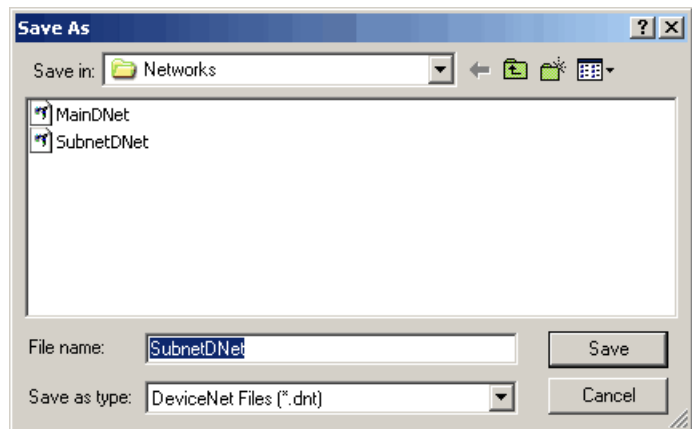 Save As
Save in: Networks
MainDNet
SubnetDNet
File name: SubnetDNet
Save
Save as type: DeviceNet Files (*.dnt)
Cancel